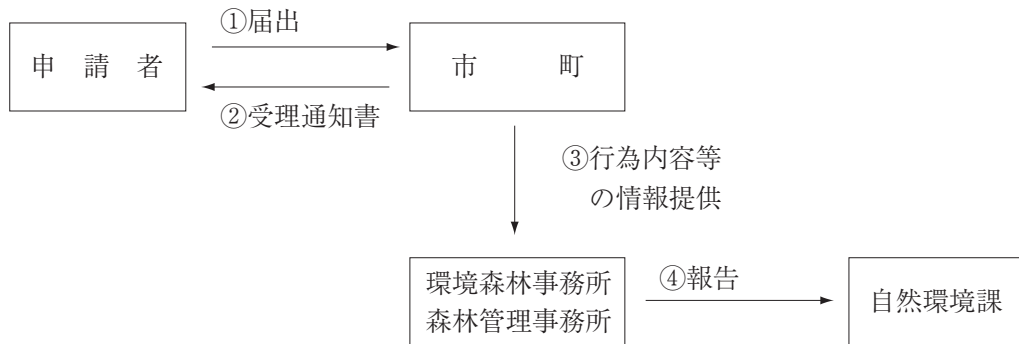 ①届出
申請者
市町
②受理通知書
③行為内容等
の情報提供
環境森林事務所
森林管理事務所
④報告
自然環境課